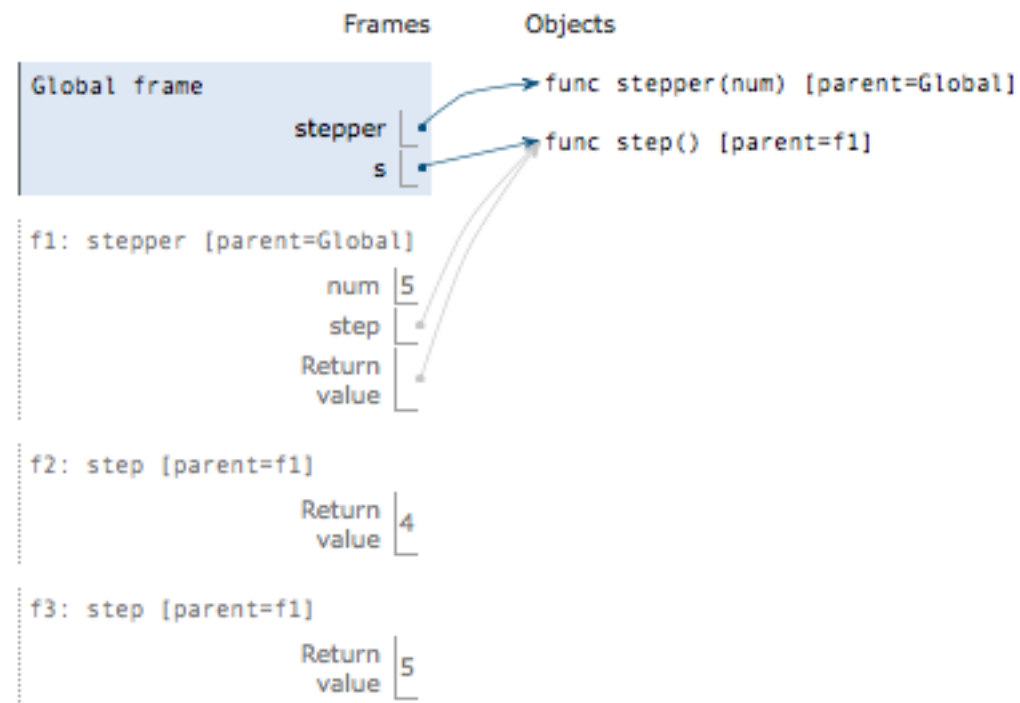 Frames Objects
Global frame
func stepper(num) [parent=Global]
stepper
func step() [parent=f1]
s
f1: stepper [parent=Global]
num 5
step
Return
value
f2: step [parent=f1]
Return
value 4
f3: step [parent=f1]
Return
value 5